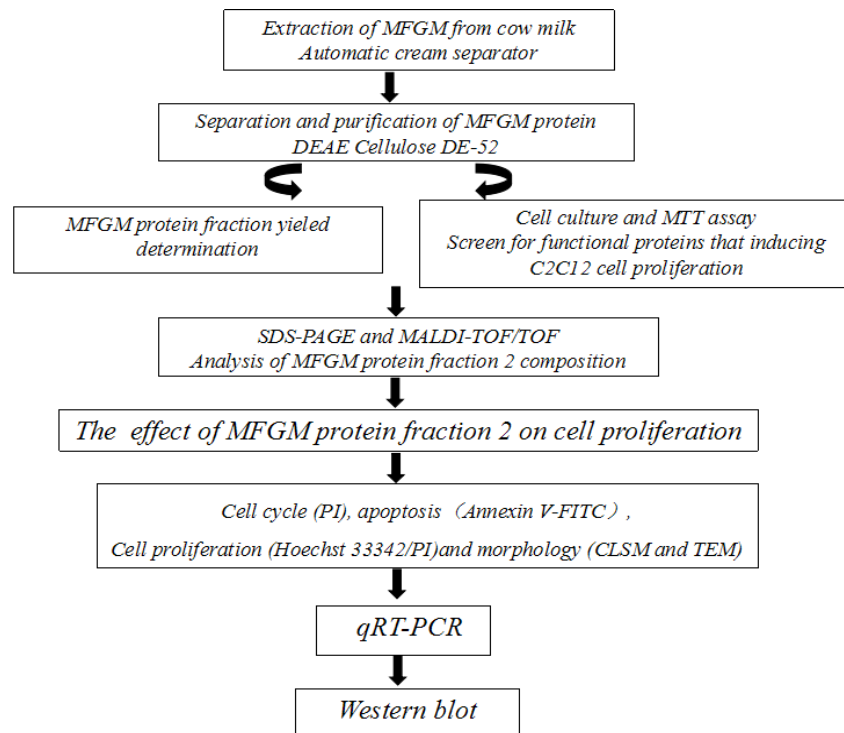 Extraction of MFGM from cow milk
Automatic cream separator
Separation and purification of MFGM protein
DEAE Cellulose DE-52
MFGM protein fraction yieled
determination
Cell culture and MTT assay
Screen for functional proteins that inducing
C2C12 cell proliferation
SDS-PAGE and MALDI-TOF/TOF
Analysis of MFGM protein fraction 2 composition
The effect of MFGM protein fraction 2 on cell proliferation
Cell cycle (PI), apoptosis（Annexin V-FITC）,
Cell proliferation (Hoechst 33342/PI)and morphology (CLSM and TEM)
qRT-PCR
Western blot